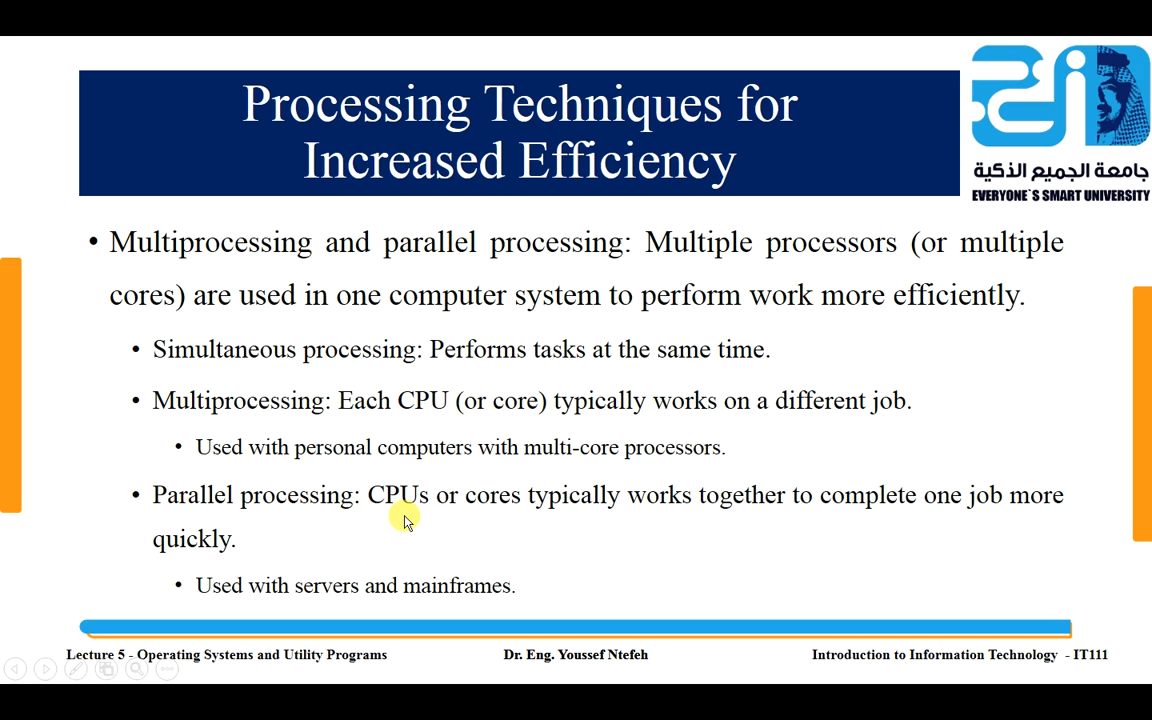 Processing Techniques for
Increased Efficiency
جامعة الجميع الذكية
EVERYONE`S SMART UNIVERSITY
• Multiprocessing and parallel processing: Multiple processors (or multiple
cores) are used in one computer system to perform work more efficiently.
• Simultaneous processing: Performs tasks at the same time.
• Multiprocessing: Each CPU (or core) typically works on a different job.
• Used with personal computers with multi-core processors.
• Parallel processing: CPUs or cores typically works together to complete one job more
quickly.
• Used with servers and mainframes.
Lecture 5 - Operating Systems and Utility Programs
Dr. Eng. Youssef Ntefeh
Introduction to Information Technology - IT111